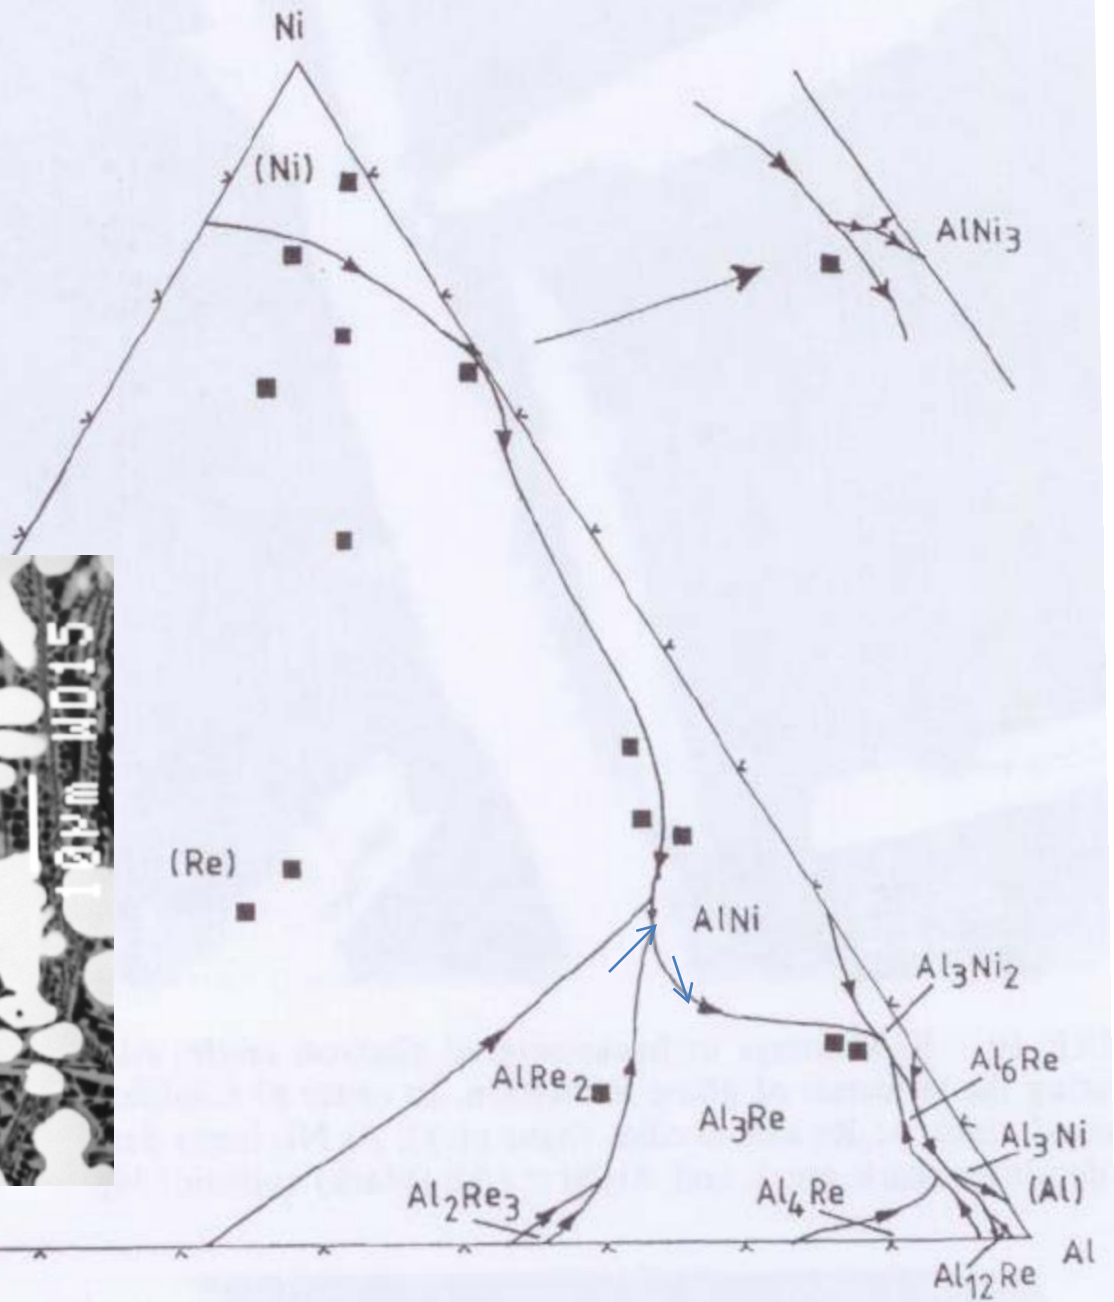 Ni
(Ni)
AlNi₃
10µm WD15
(Re)
AlNi
Al₃Ni₂
AlRe₂
Al₆Re
Al₃Re
Al₃Ni
Al₂Re₃
Al₄Re
(Al)
Al
Al₁₂Re